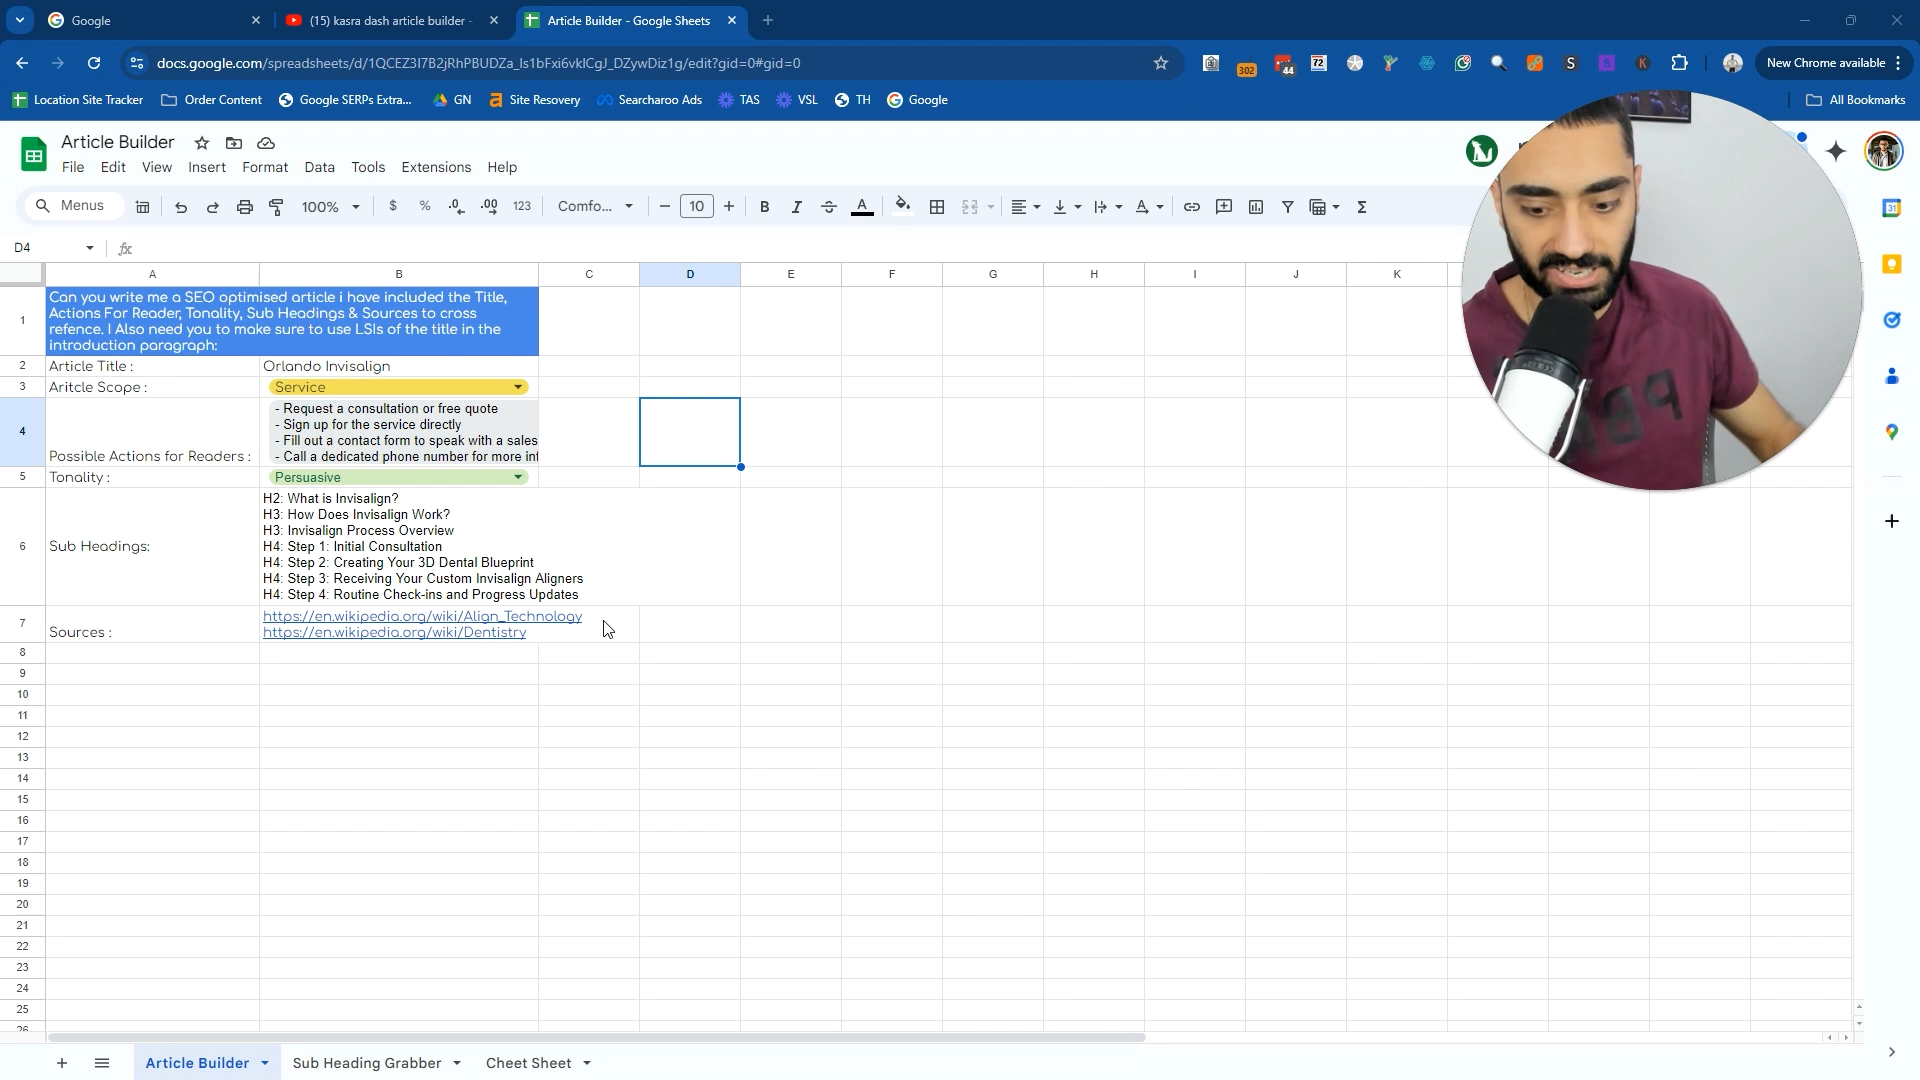 Google
(15) kasra dash article builder -
Article Builder - Google Sheets
docs.google.com/spreadsheets/d/1QCEZ3I7B2jRhPBUDZa_ls1bFxi6vklCgJ_DZywDiz1g/edit?gid=0#gid=0
302
44
72
S
K
New Chrome available
Location Site Tracker
Order Content
Google SERPs Extra...
GN
Site Recovery
Searcharoo Ads
TAS
VSL
TH
Google
All Bookmarks
Article Builder
File Edit View Insert Format Data Tools Extensions Help
Menus
100%
$ % .0 .00 123
Comfo...
10
B I A
31
D4
fx
A B C D E F G H I J K
1
Can you write me a SEO optimised article i have included the Title,
Actions For Reader, Tonality, Sub Headings & Sources to cross
refence. I Also need you to make sure to use LSIs of the title in the
introduction paragraph:
2 Article Title : Orlando Invisalign
3 Aritcle Scope : Service
4
- Request a consultation or free quote
- Sign up for the service directly
- Fill out a contact form to speak with a sales
Possible Actions for Readers : - Call a dedicated phone number for more inf
5 Tonality : Persuasive
H2: What is Invisalign?
H3: How Does Invisalign Work?
H3: Invisalign Process Overview
6 Sub Headings: H4: Step 1: Initial Consultation
H4: Step 2: Creating Your 3D Dental Blueprint
H4: Step 3: Receiving Your Custom Invisalign Aligners
H4: Step 4: Routine Check-ins and Progress Updates
7 https://en.wikipedia.org/wiki/Align_Technology
Sources : https://en.wikipedia.org/wiki/Dentistry
8
9
10
11
12
13
14
15
16
17
18
19
20
21
22
23
24
25
26
Article Builder
Sub Heading Grabber
Cheet Sheet